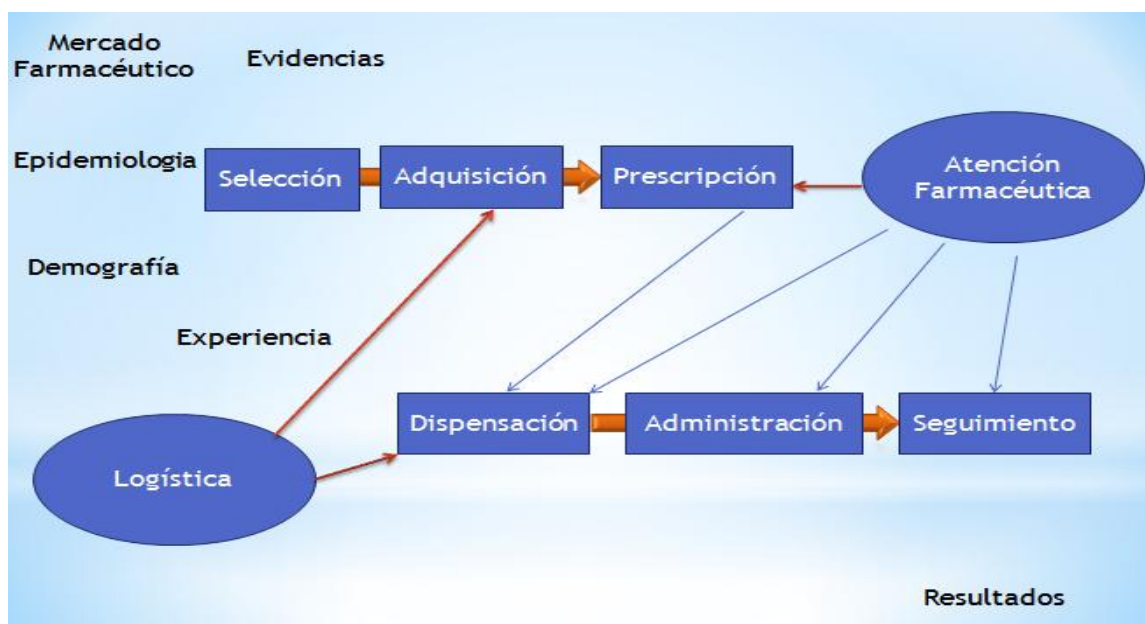 Mercado
Farmacéutico
Evidencias
Epidemiologia
Selección
Adquisición
Prescripción
Atención
Farmacéutica
Demografía
Experiencia
Dispensación
Administración
Seguimiento
Logística
Resultados